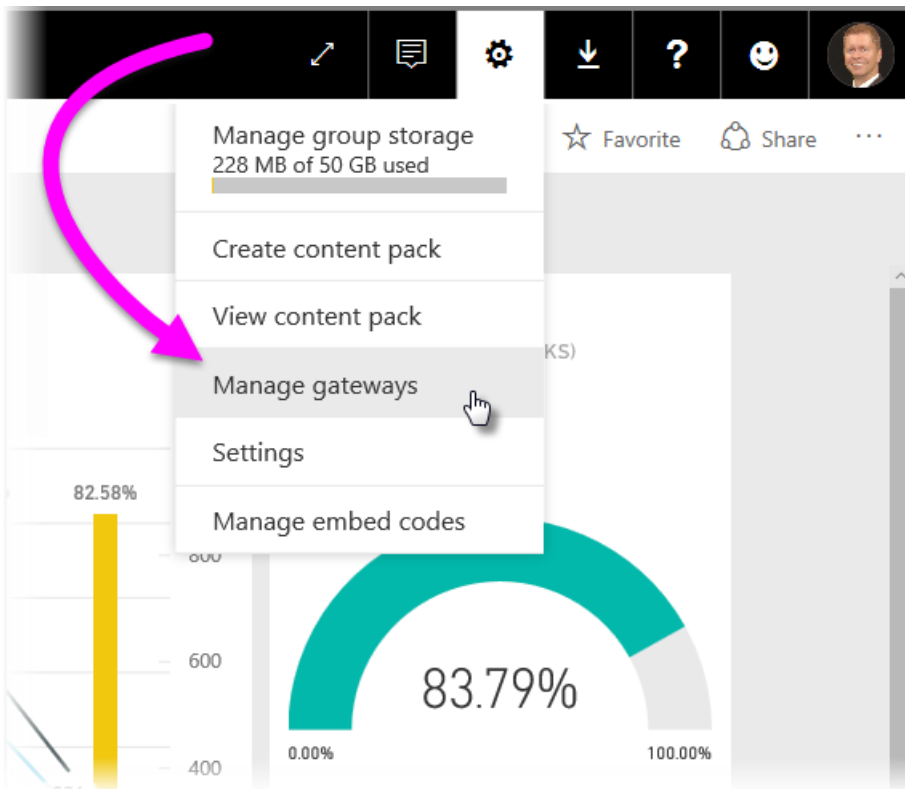 ?
Manage group storage
228 MB of 50 GB used
Favorite
Share
...
Create content pack
View content pack
KS)
Manage gateways
Settings
82.58%
Manage embed codes
800
600
83.79%
0.00%
100.00%
400